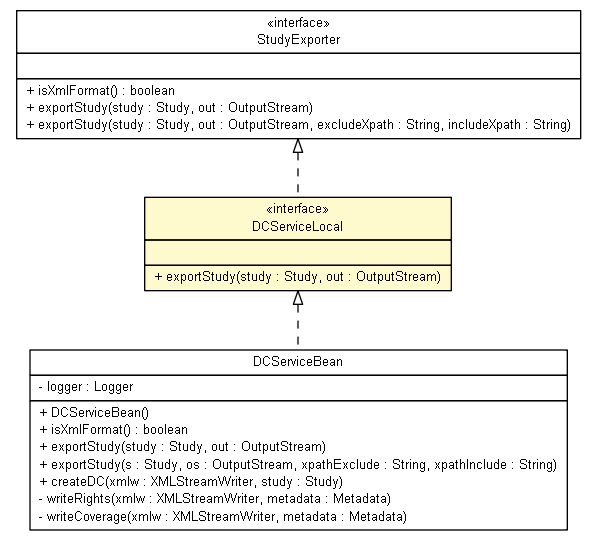 «interface»
StudyExporter
+ isXmlFormat() : boolean
+ exportStudy(study : Study, out : OutputStream)
+ exportStudy(study : Study, out : OutputStream, excludeXpath : String, includeXpath : String)
«interface»
DCServiceLocal
+ exportStudy(study : Study, out : OutputStream)
DCServiceBean
- logger : Logger
+ DCServiceBean()
+ isXmlFormat() : boolean
+ exportStudy(study : Study, out : OutputStream)
+ exportStudy(s : Study, os : OutputStream, xpathExclude : String, xpathInclude : String)
+ createDC(xmlw : XMLStreamWriter, study : Study)
- writeRights(xmlw : XMLStreamWriter, metadata : Metadata)
- writeCoverage(xmlw : XMLStreamWriter, metadata : Metadata)